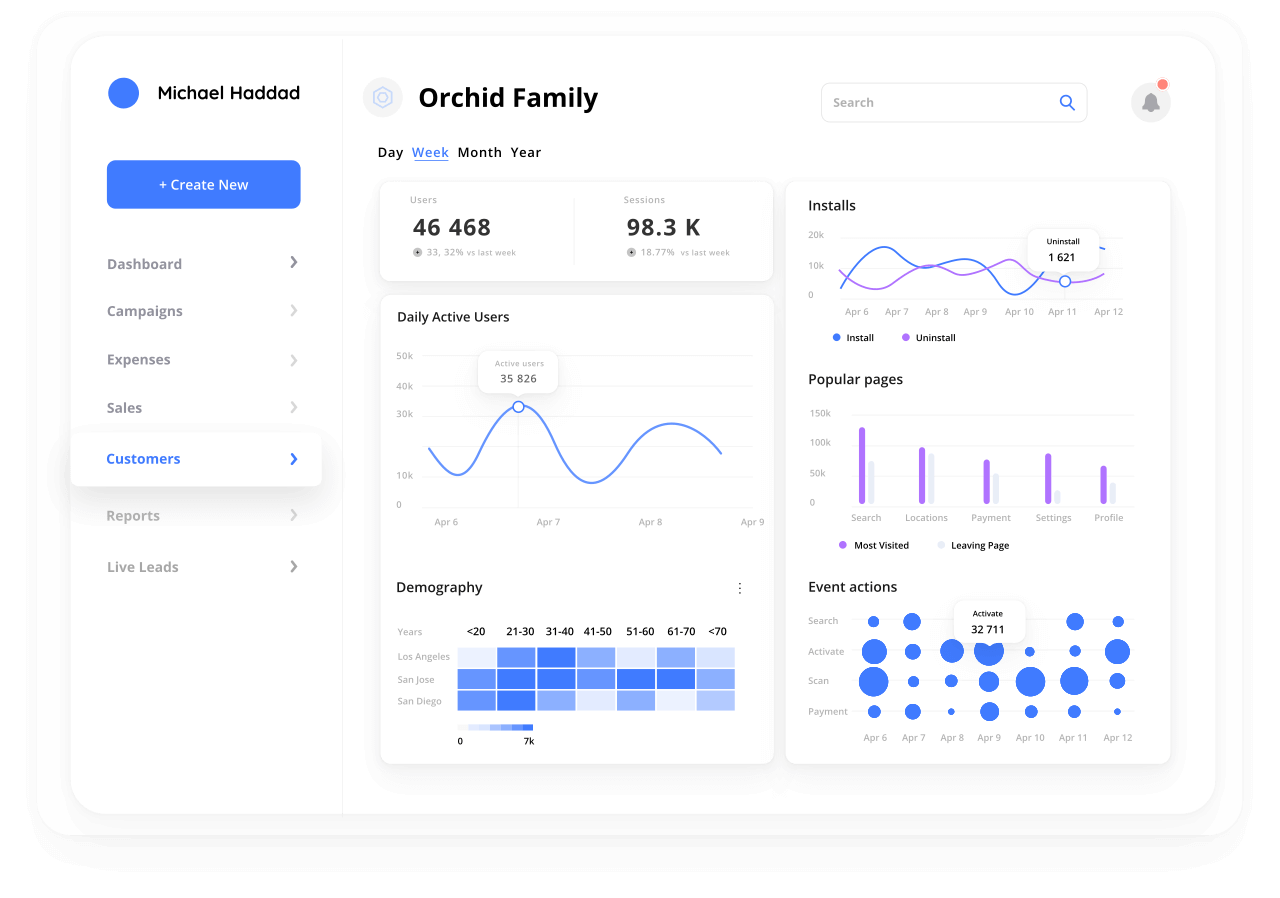 Michael Haddad
+ Create New
Dashboard
Campaigns
Expenses
Sales
Customers
Reports
Live Leads
Orchid Family
Search
Day Week Month Year
Users
46 468
33, 32% vs last week
Sessions
98.3 K
18.77% vs last week
Daily Active Users
50k
40k
30k
10k
0
Active users
35 826
Apr 6 Apr 7 Apr 8 Apr 9
Demography
Years <20 21-30 31-40 41-50 51-60 61-70 <70
Los Angeles
San Jose
San Diego
0 7k
Installs
20k
10k
0
Uninstall
1 621
Apr 6 Apr 7 Apr 8 Apr 9 Apr 10 Apr 11 Apr 12
Install Uninstall
Popular pages
150k
100k
50k
0
Search Locations Payment Settings Profile
Most Visited Leaving Page
Event actions
Search
Activate
Scan
Payment
Activate
32 711
Apr 6 Apr 7 Apr 8 Apr 9 Apr 10 Apr 11 Apr 12